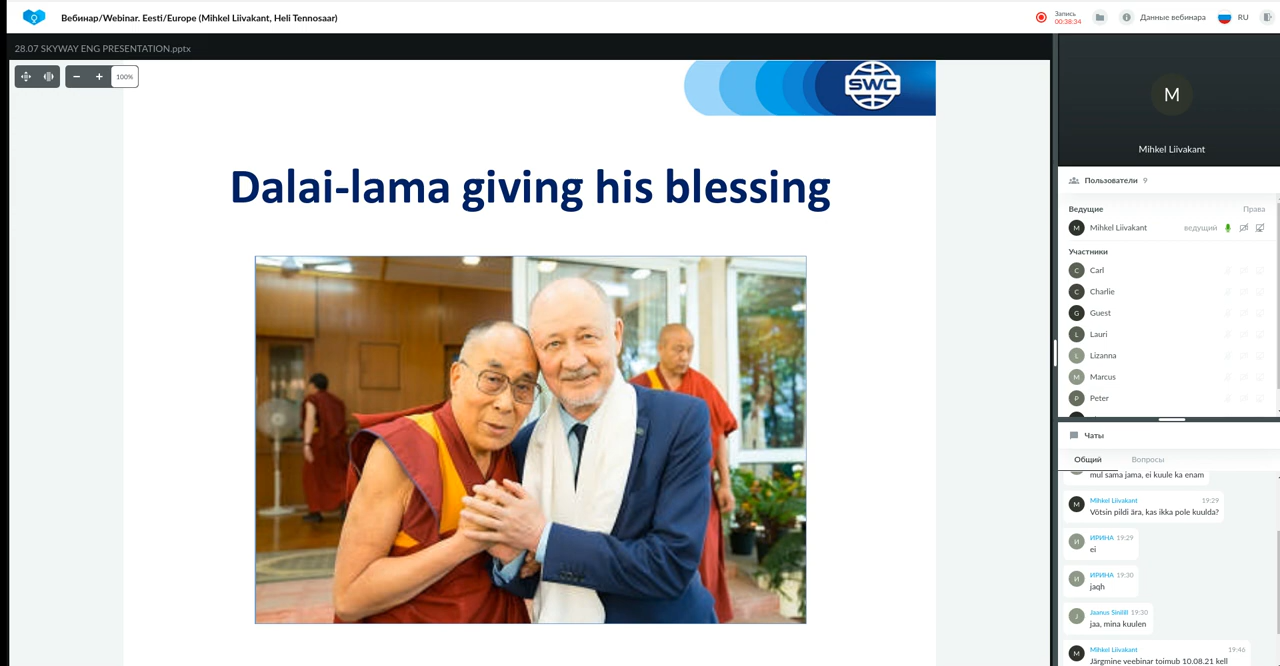 Вебинар/Webinar. Eesti/Europe (Mihkel Liivakant, Heli Tennosaar)
Запись
00:38:34
Данные вебинара
RU
28.07 SKYWAY ENG PRESENTATION.pptx
100%
SWC
Dalai-lama giving his blessing
M
Mihkel Liivakant
Пользователи 9
Ведущие Права
M Mihkel Liivakant ведущий
Участники
C Carl
C Charlie
G Guest
L Lauri
L Lizanna
M Marcus
P Peter
Чаты
Общий Вопросы
mul sama jama, ei kuule ka enam
M Mihkel Liivakant 19:29
Võtsin pildi ära, kas ikka pole kuulda?
И ИРИНА 19:29
ei
И ИРИНА 19:30
jaqh
J Jaanus Sinilill 19:30
jaa, mina kuulen
M Mihkel Liivakant 19:46
Järgmine veebinar toimub 10.08.21 kell